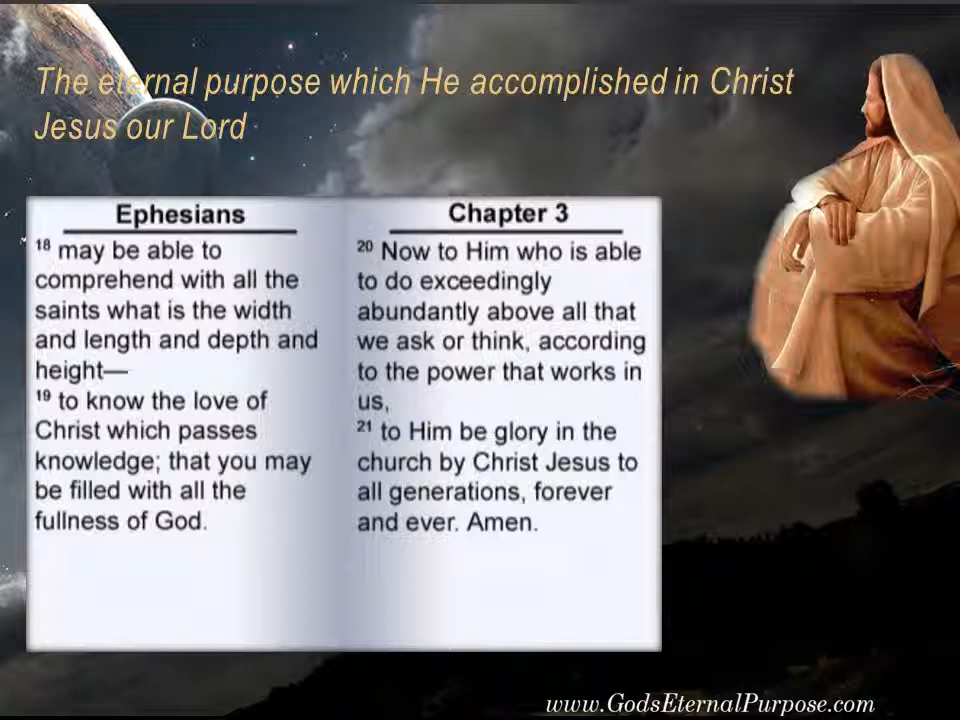 The eternal purpose which He accomplished in Christ
Jesus our Lord
Ephesians
18 may be able to
comprehend with all the
saints what is the width
and length and depth and
height—
19 to know the love of
Christ which passes
knowledge; that you may
be filled with all the
fullness of God.
Chapter 3
20 Now to Him who is able
to do exceedingly
abundantly above all that
we ask or think, according
to the power that works in
us,
21 to Him be glory in the
church by Christ Jesus to
all generations, forever
and ever. Amen.
www.GodsEternalPurpose.com